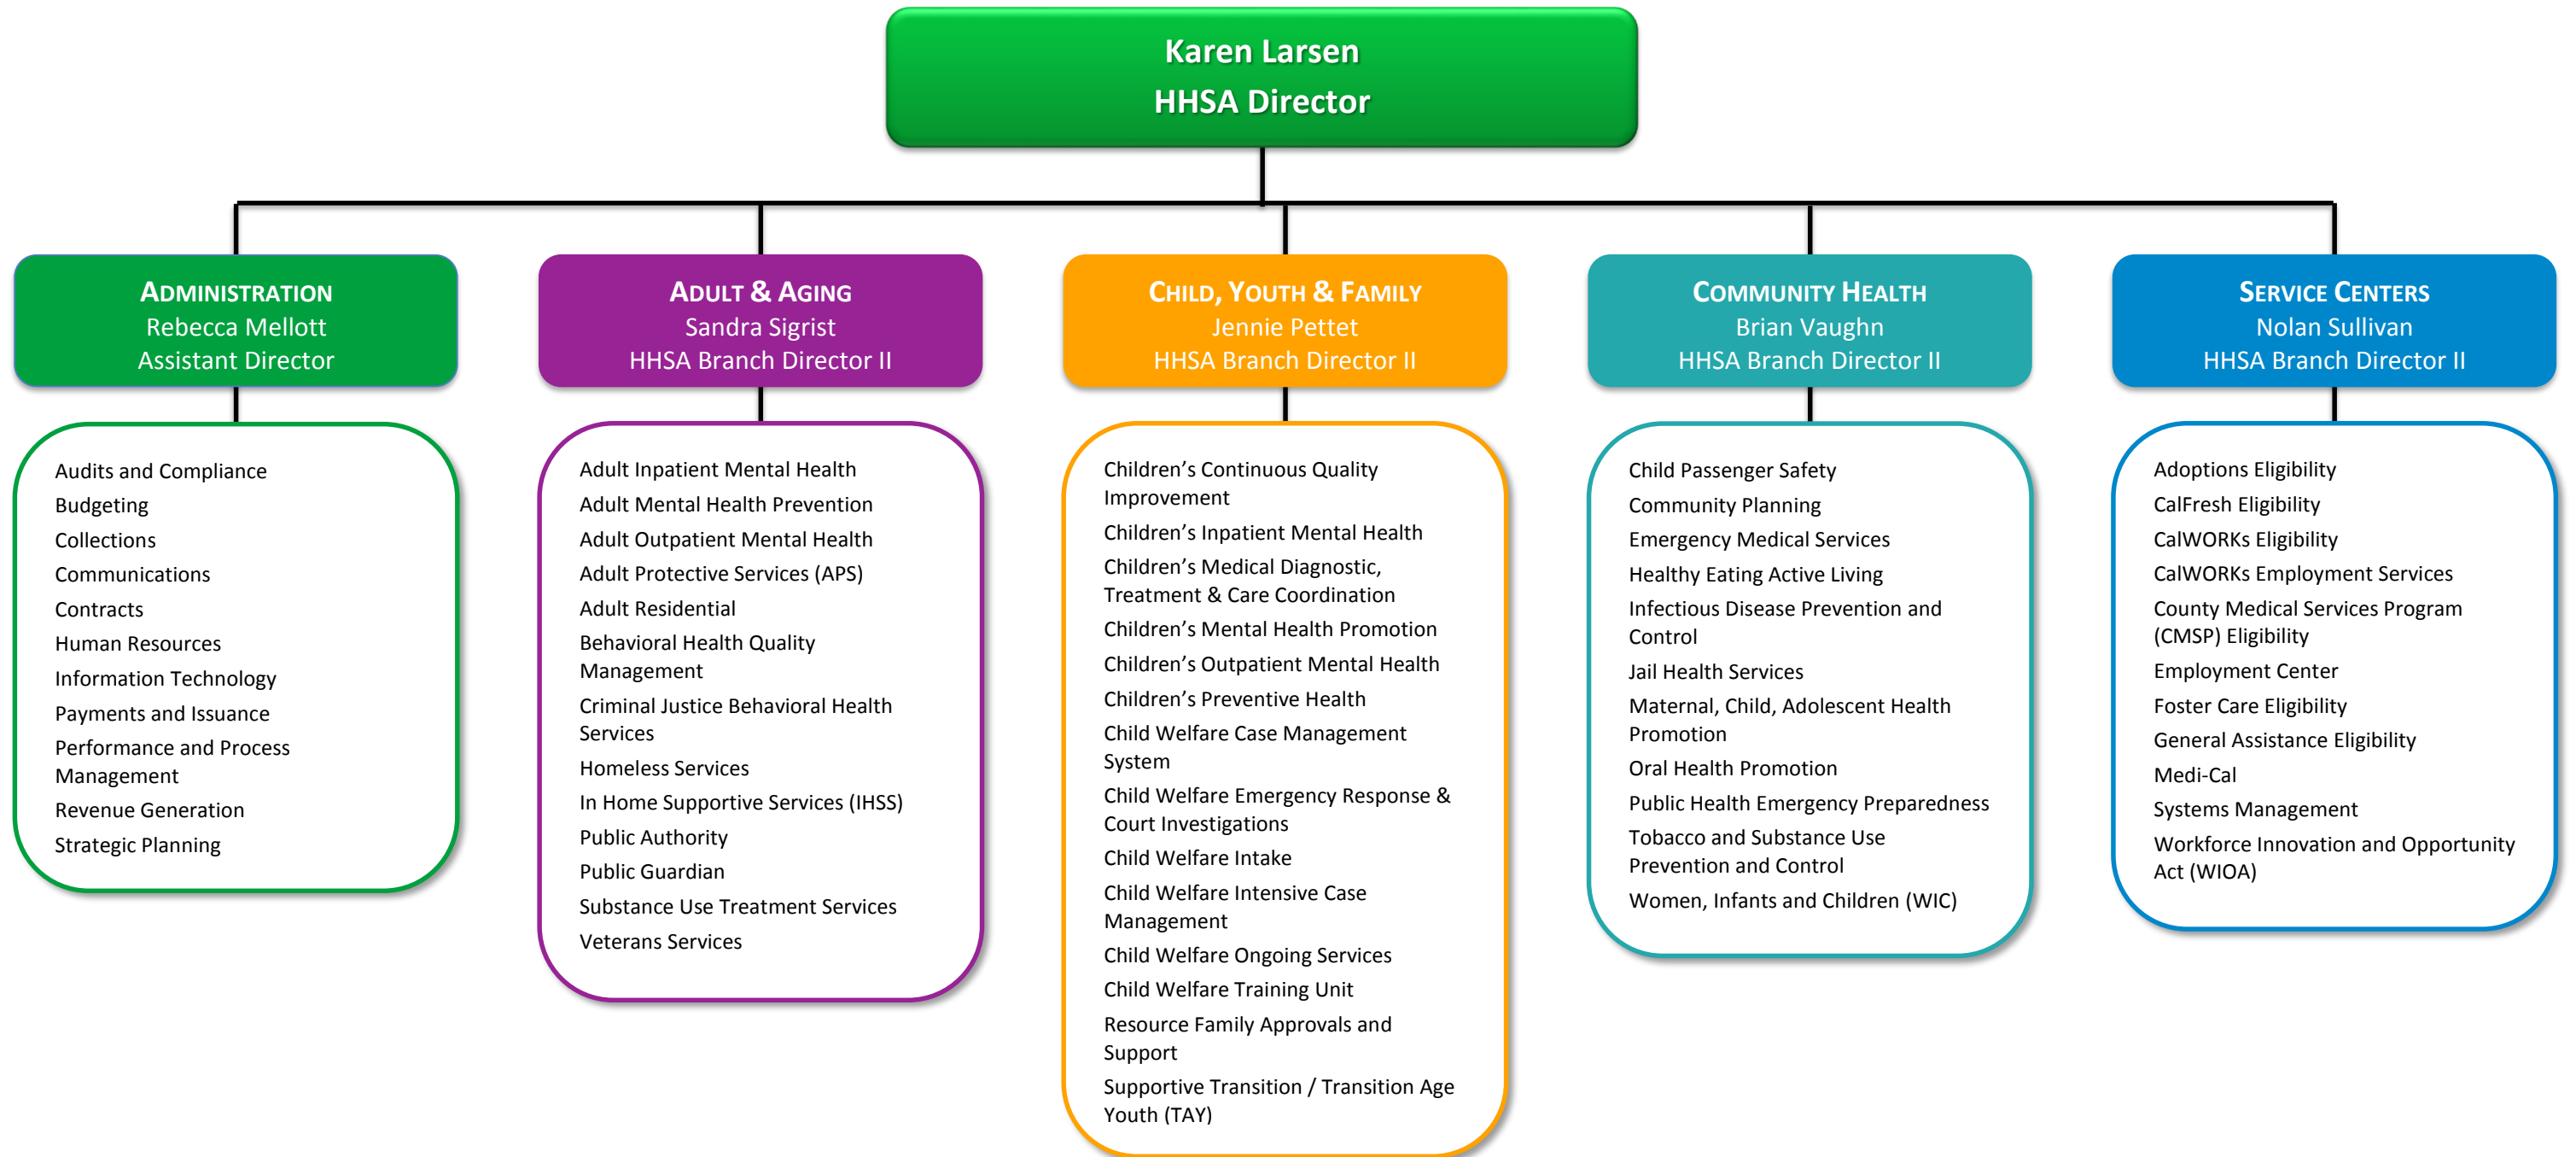 Karen Larsen
HHSA Director
ADMINISTRATION
Rebecca Mellott
Assistant Director
Audits and Compliance
Budgeting
Collections
Communications
Contracts
Human Resources
Information Technology
Payments and Issuance
Performance and Process
Management
Revenue Generation
Strategic Planning
ADULT & AGING
Sandra Sigrist
HHSA Branch Director II
Adult Inpatient Mental Health
Adult Mental Health Prevention
Adult Outpatient Mental Health
Adult Protective Services (APS)
Adult Residential
Behavioral Health Quality
Management
Criminal Justice Behavioral Health
Services
Homeless Services
In Home Supportive Services (IHSS)
Public Authority
Public Guardian
Substance Use Treatment Services
Veterans Services
CHILD, YOUTH & FAMILY
Jennie Pettet
HHSA Branch Director II
Children’s Continuous Quality
Improvement
Children’s Inpatient Mental Health
Children’s Medical Diagnostic,
Treatment & Care Coordination
Children’s Mental Health Promotion
Children’s Outpatient Mental Health
Children’s Preventive Health
Child Welfare Case Management
System
Child Welfare Emergency Response &
Court Investigations
Child Welfare Intake
Child Welfare Intensive Case
Management
Child Welfare Ongoing Services
Child Welfare Training Unit
Resource Family Approvals and
Support
Supportive Transition / Transition Age
Youth (TAY)
COMMUNITY HEALTH
Brian Vaughn
HHSA Branch Director II
Child Passenger Safety
Community Planning
Emergency Medical Services
Healthy Eating Active Living
Infectious Disease Prevention and
Control
Jail Health Services
Maternal, Child, Adolescent Health
Promotion
Oral Health Promotion
Public Health Emergency Preparedness
Tobacco and Substance Use
Prevention and Control
Women, Infants and Children (WIC)
SERVICE CENTERS
Nolan Sullivan
HHSA Branch Director II
Adoptions Eligibility
CalFresh Eligibility
CalWORKs Eligibility
CalWORKs Employment Services
County Medical Services Program
(CMSP) Eligibility
Employment Center
Foster Care Eligibility
General Assistance Eligibility
Medi-Cal
Systems Management
Workforce Innovation and Opportunity
Act (WIOA)